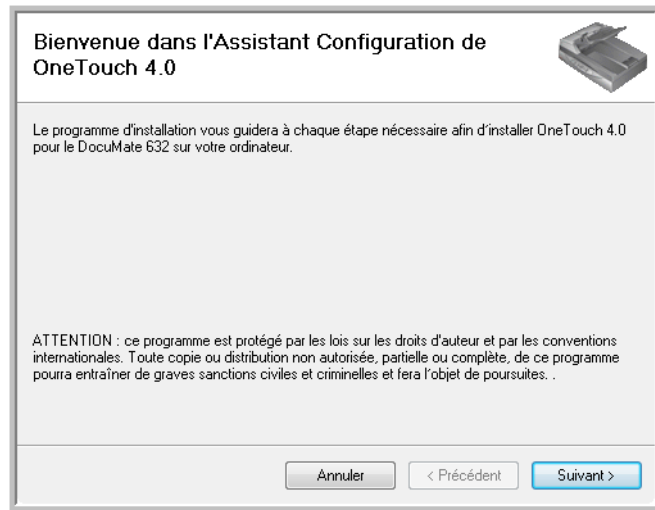 Bienvenue dans l'Assistant Configuration de
OneTouch 4.0
Le programme d'installation vous guidera à chaque étape nécessaire afin d'installer OneTouch 4.0
pour le DocuMate 632 sur votre ordinateur.
ATTENTION : ce programme est protégé par les lois sur les droits d'auteur et par les conventions
internationales. Toute copie ou distribution non autorisée, partielle ou complète, de ce programme
pourra entraîner de graves sanctions civiles et criminelles et fera l'objet de poursuites. .
Annuler
< Précédent
Suivant >